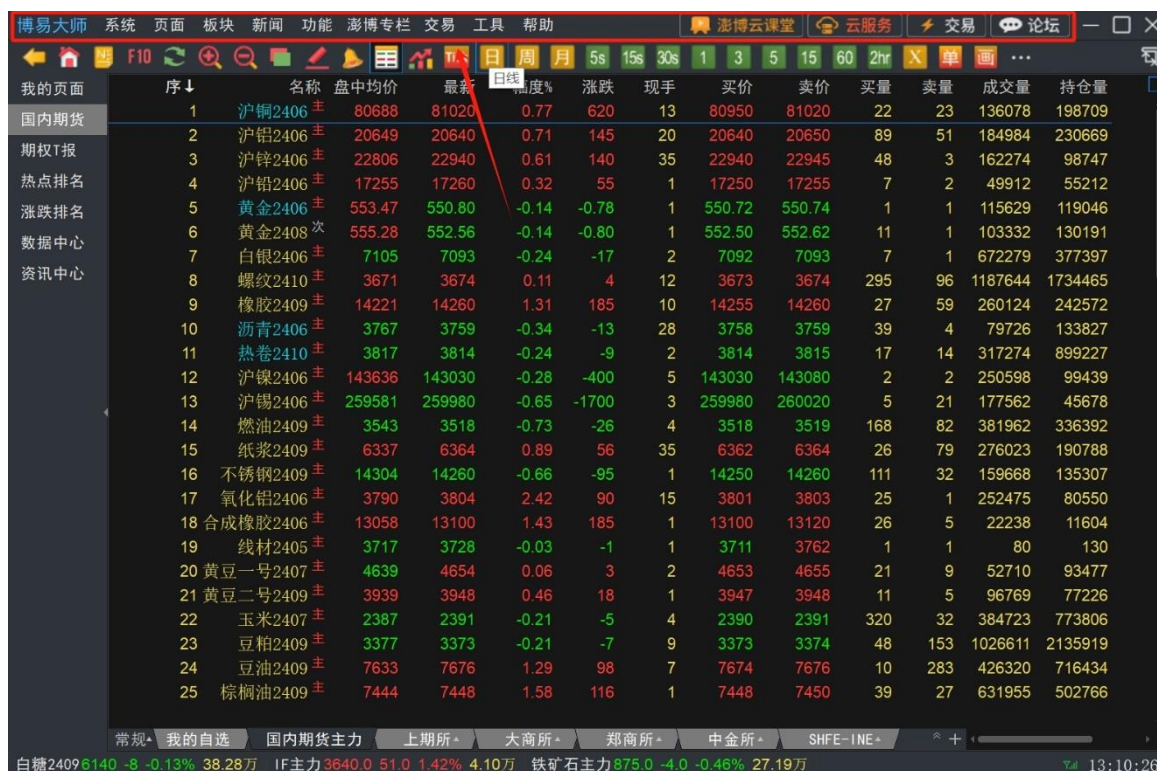 博易大师 系统 页面 板块 新闻 功能 澎博专栏 交易 工具 帮助 澎博云课堂 云服务 交易 论坛
F10 日 周 月 5s 15s 30s 1 3 5 15 60 2hr X 单 画 ...
日线
我的页面
国内期货
期权T报
热点排名
涨跌排名
数据中心
资讯中心
序↓ 名称 盘中均价 最新 幅度% 涨跌 现手 买价 卖价 买量 卖量 成交量 持仓量
1 沪铜2406 主 80688 81020 0.77 620 13 80950 81020 22 23 136078 198709
2 沪铝2406 主 20649 20640 0.71 145 20 20640 20650 89 51 184984 230669
3 沪锌2406 主 22806 22940 0.61 140 35 22940 22945 48 3 162274 98747
4 沪铅2406 主 17255 17260 0.32 55 1 17250 17255 7 2 49912 55212
5 黄金2406 主 553.47 550.80 -0.14 -0.78 1 550.72 550.74 1 1 115629 119046
6 黄金2408 次 555.28 552.56 -0.14 -0.80 1 552.50 552.62 11 1 103332 130191
7 白银2406 主 7105 7093 -0.24 -17 2 7092 7093 7 1 672279 377397
8 螺纹2410 主 3671 3674 0.11 4 12 3673 3674 295 96 1187644 1734465
9 橡胶2409 主 14221 14260 1.31 185 10 14255 14260 27 59 260124 242572
10 沥青2406 主 3767 3759 -0.34 -13 28 3758 3759 39 4 79726 133827
11 热卷2410 主 3817 3814 -0.24 -9 2 3814 3815 17 14 317274 899227
12 沪镍2406 主 143636 143030 -0.28 -400 5 143030 143080 2 2 250598 99439
13 沪锡2406 主 259581 259980 -0.65 -1700 3 259980 260020 5 21 177562 45678
14 燃油2409 主 3543 3518 -0.73 -26 4 3518 3519 168 82 381962 336392
15 纸浆2409 主 6337 6364 0.89 56 35 6362 6364 26 79 276023 190788
16 不锈钢2409 主 14304 14260 -0.66 -95 1 14250 14260 111 32 159668 135307
17 氧化铝2406 主 3790 3804 2.42 90 15 3801 3803 25 1 252475 80550
18 合成橡胶2406 主 13058 13100 1.43 185 1 13100 13120 26 5 22238 11604
19 线材2405 主 3717 3728 -0.03 -1 1 3711 3762 1 1 80 130
20 黄豆一号2407 主 4639 4654 0.06 3 2 4653 4655 21 9 52710 93477
21 黄豆二号2409 主 3939 3948 0.46 18 1 3947 3948 11 5 96769 77226
22 玉米2407 主 2387 2391 -0.21 -5 4 2390 2391 320 32 384723 773806
23 豆粕2409 主 3377 3373 -0.21 -7 9 3373 3374 48 153 1026611 2135919
24 豆油2409 主 7633 7676 1.29 98 7 7674 7676 10 283 426320 716434
25 棕榈油2409 主 7444 7448 1.58 116 1 7448 7450 39 27 631955 502766
常规 我的自选 国内期货主力 上期所 大商所 郑商所 中金所 SHFE-INE
白糖2409 6140 -8 -0.13% 38.28万 IF主力 3640.0 51.0 1.42% 4.10万 铁矿石主力 875.0 -4.0 -0.46% 27.19万 13:10:26